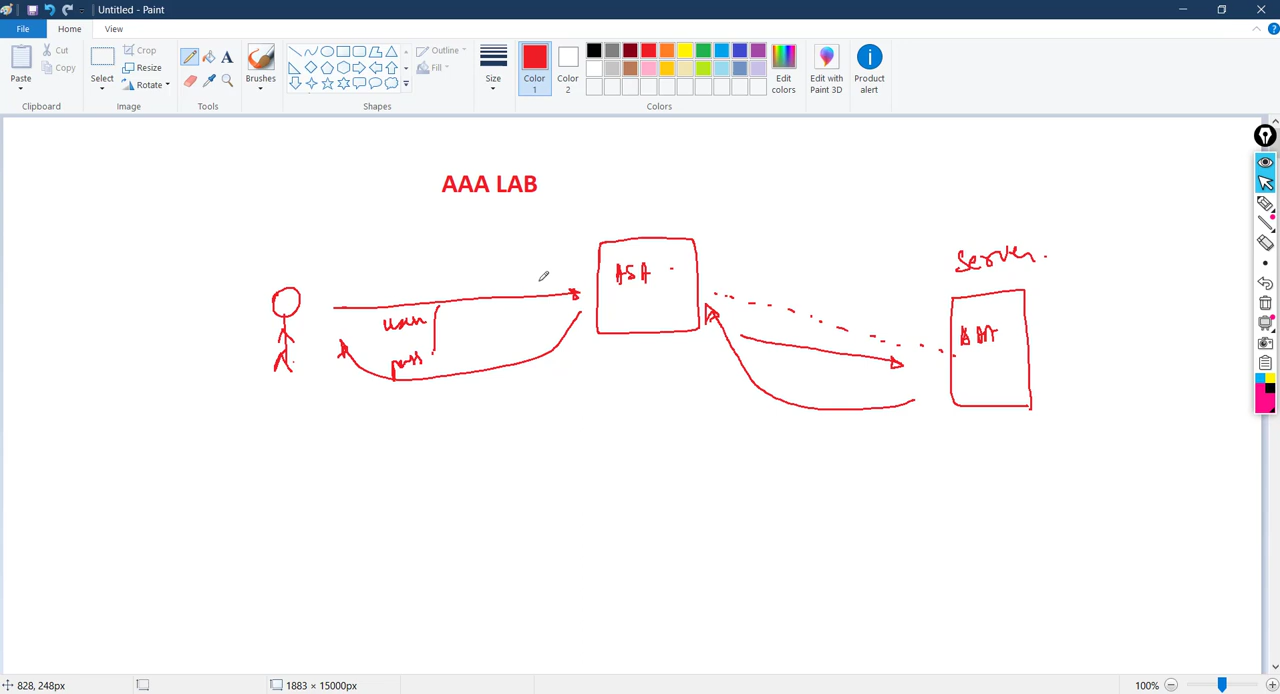 Untitled - Paint
File
Home
View
Paste
Cut
Copy
Clipboard
Select
Crop
Resize
Rotate
Image
Tools
Brushes
Shapes
Outline
Fill
Size
Color
1
Color
2
Edit
colors
Colors
Edit with
Paint 3D
Product
alert
AAA LAB
Server.
ASA
user
pass
828, 248px
1883 × 15000px
100%